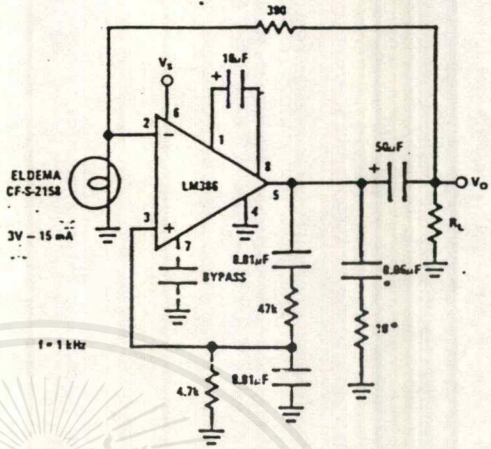 390
Vs
10µF
+
6
2
−
1
50µF
+
8
ELDEMA
CF-S-2158
LM386
5
Vo
3
+
4
RL
3V – 15 mA
7
0.01µF
0.05µF
BYPASS
47k
10
f = 1 kHz
4.7k
0.01µF